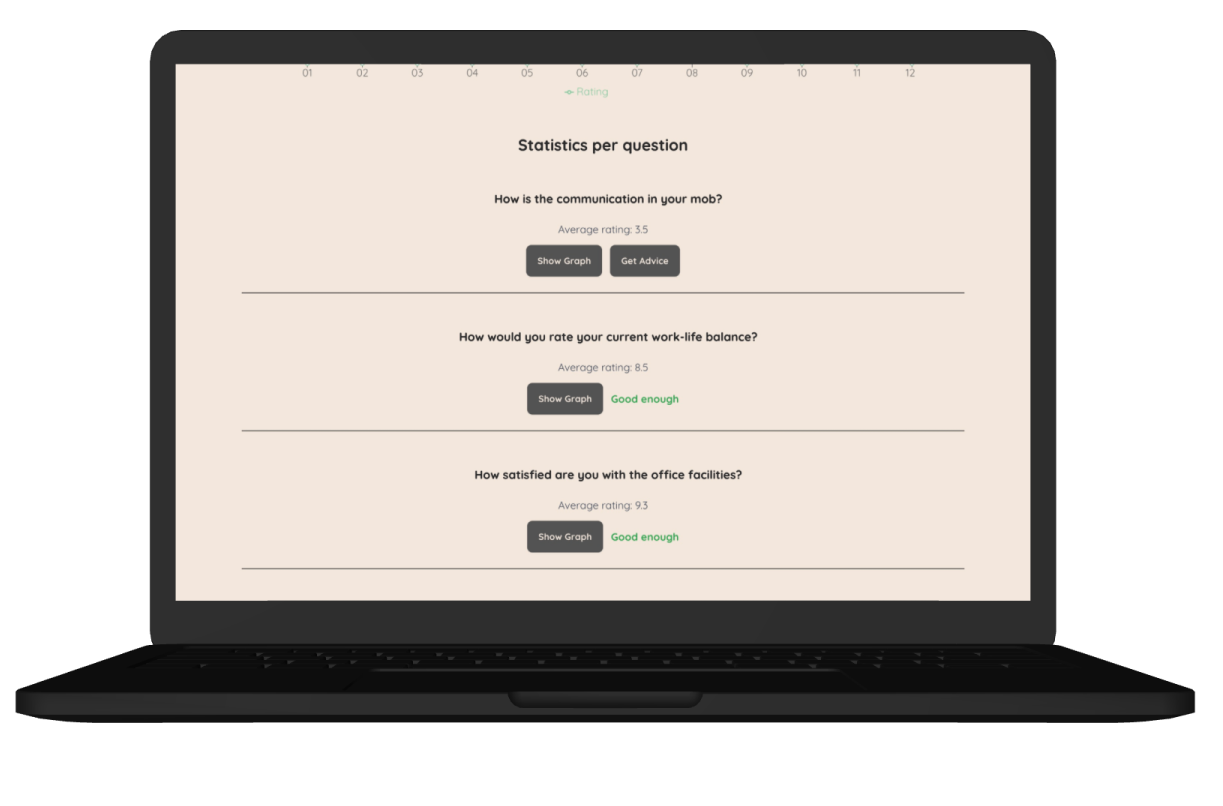 01 02 03 04 05 06 07 08 09 10 11 12
Rating
Statistics per question
How is the communication in your mob?
Average rating: 3.5
Show Graph Get Advice
How would you rate your current work-life balance?
Average rating: 8.5
Show Graph Good enough
How satisfied are you with the office facilities?
Average rating: 9.3
Show Graph Good enough